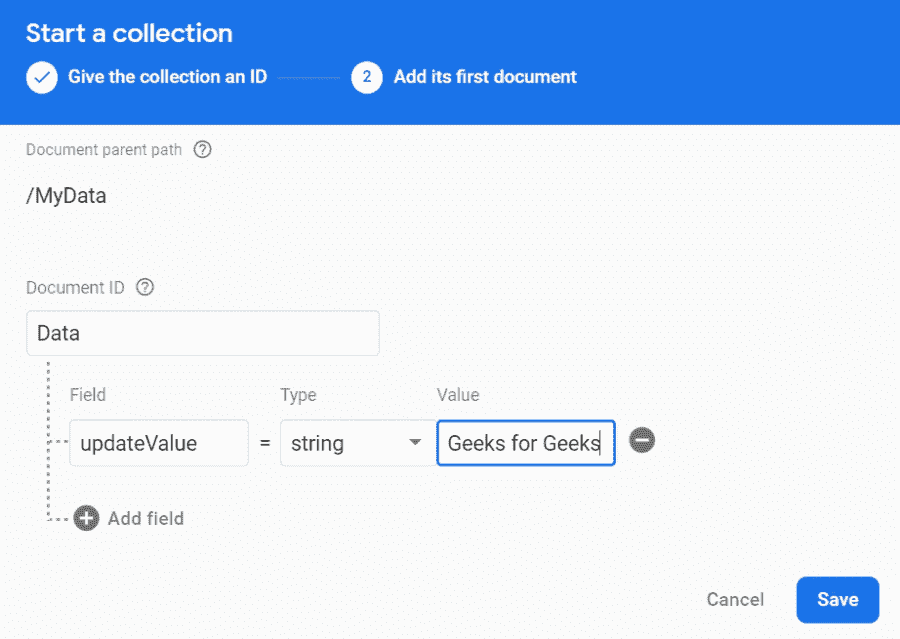 Start a collection
Give the collection an ID
2 Add its first document
Document parent path ?
/MyData
Document ID ?
Data
Field Type Value
updateValue = string Geeks for Geeks
Add field
Cancel Save